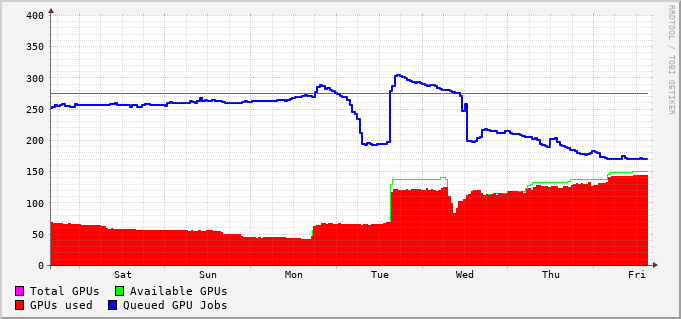 400
350
300
250
200
150
100
50
0
Sat Sun Mon Tue Wed Thu Fri
Total GPUs Available GPUs
GPUs used Queued GPU Jobs
RRDTOOL / TOBI OETIKER